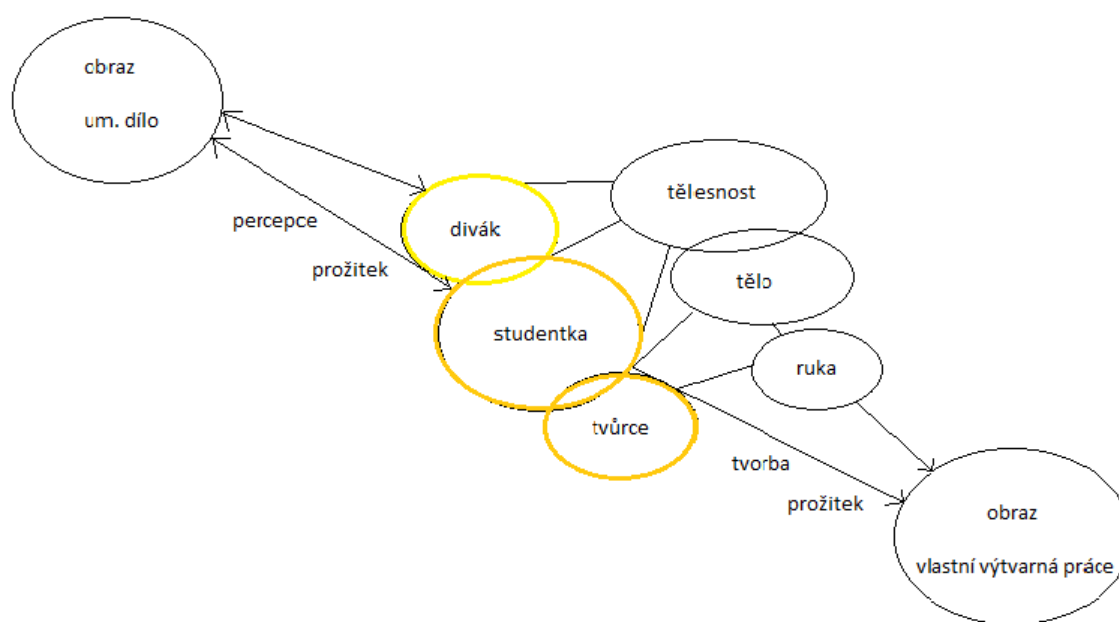 obraz
um. dílo
tělesnost
percepce
divák
prožitek
tělo
studentka
ruka
tvůrce
tvorba
prožitek
obraz
vlastní výtvarná práce